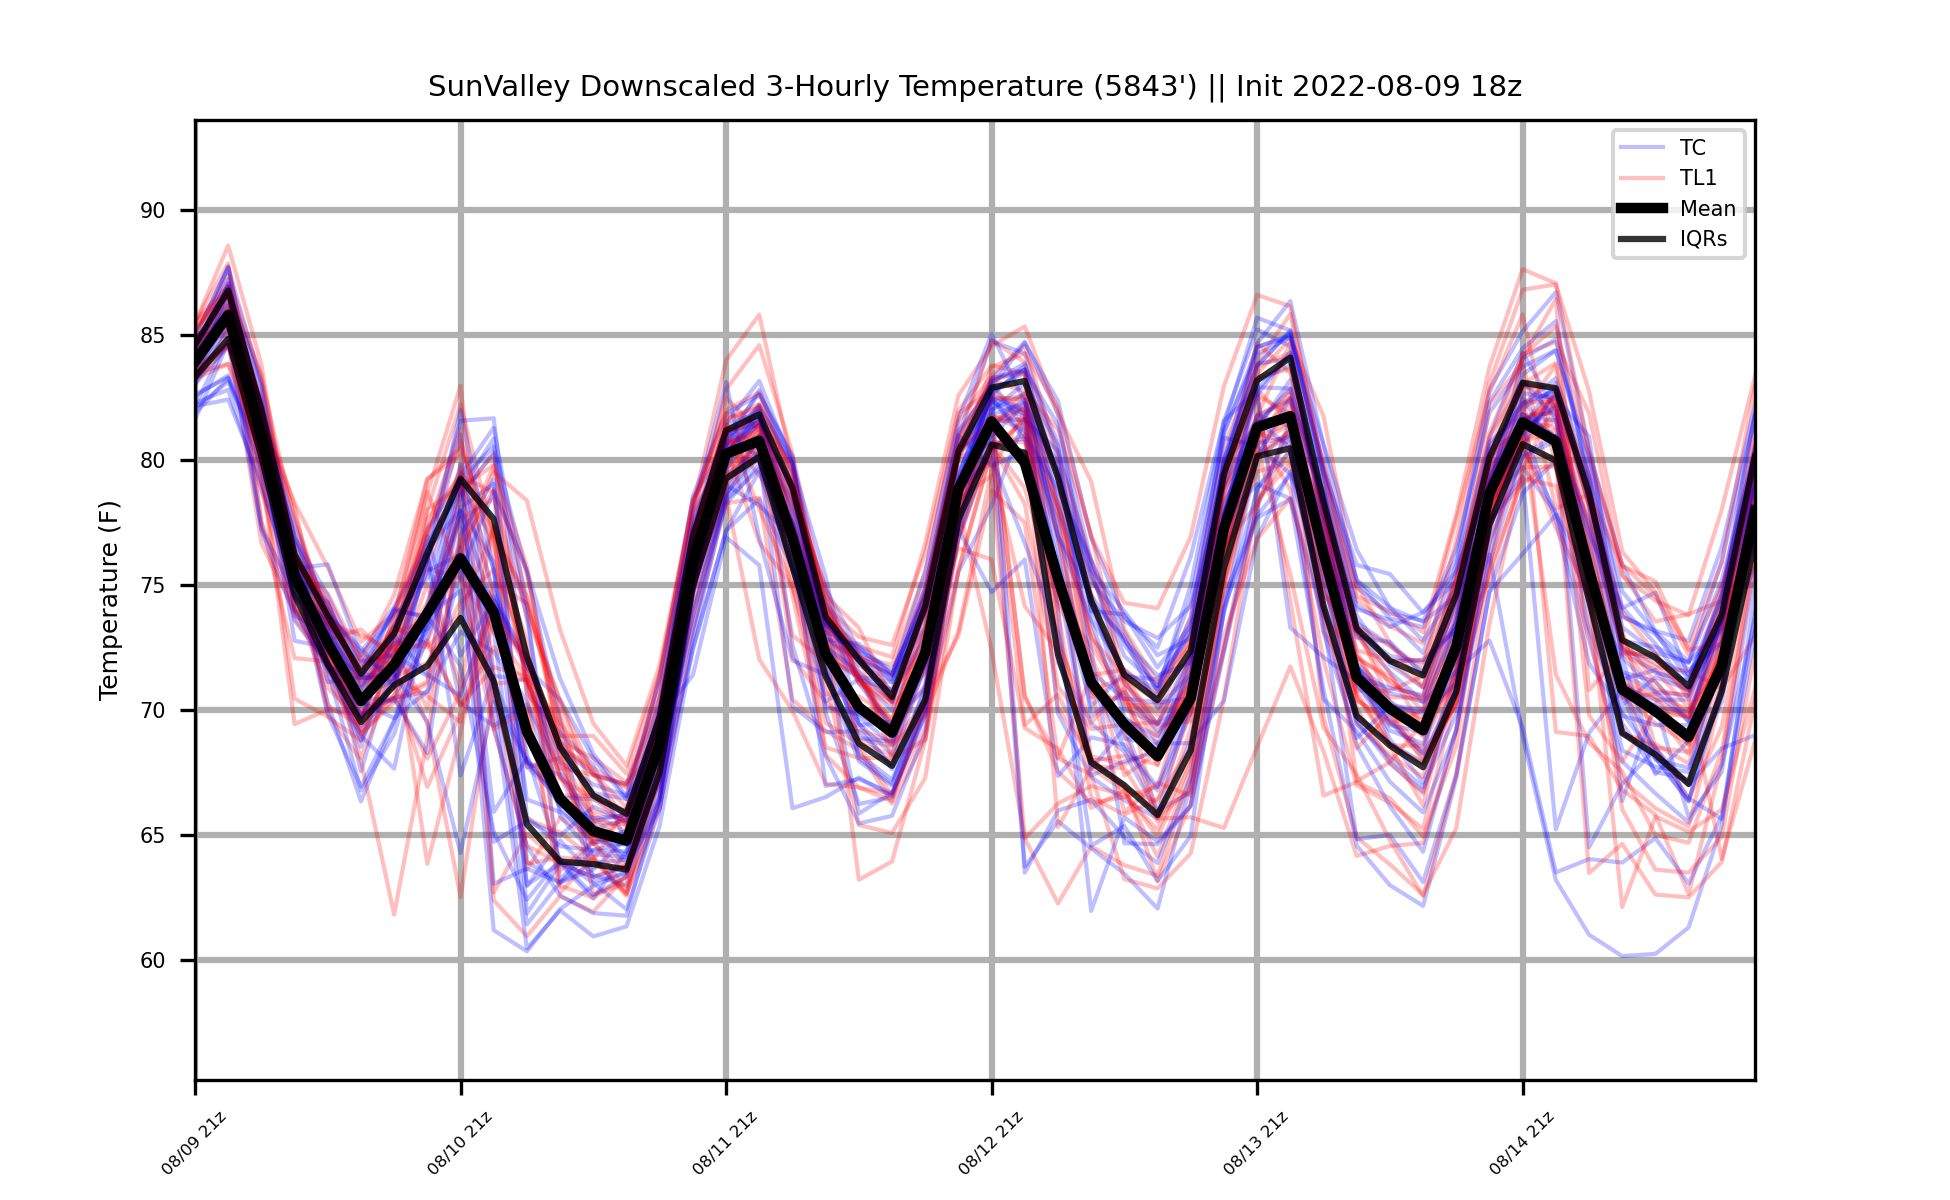 SunValley Downscaled 3-Hourly Temperature (5843') || Init 2022-08-09 18z
TC
TL1
Mean
IQRs
Temperature (F)
90
85
80
75
70
65
60
08/09 21z
08/10 21z
08/11 21z
08/12 21z
08/13 21z
08/14 21z